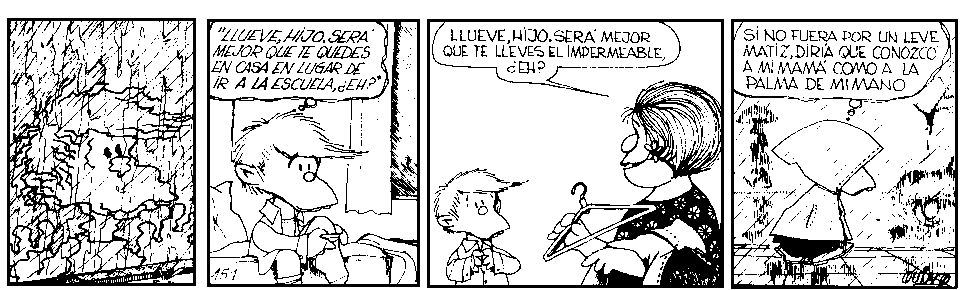 "LLUEVE, HIJO. SERÁ
MEJOR QUE TE QUEDES
EN CASA EN LUGAR DE
IR A LA ESCUELA, ¿EH?"
151
LLUEVE, HIJO. SERÁ MEJOR
QUE TE LLEVES EL IMPERMEABLE,
¿EH?
SI NO FUERA POR UN LEVE
MATIZ, DIRÍA QUE CONOZCO
A MI MAMÁ COMO A LA
PALMA DE MI MANO